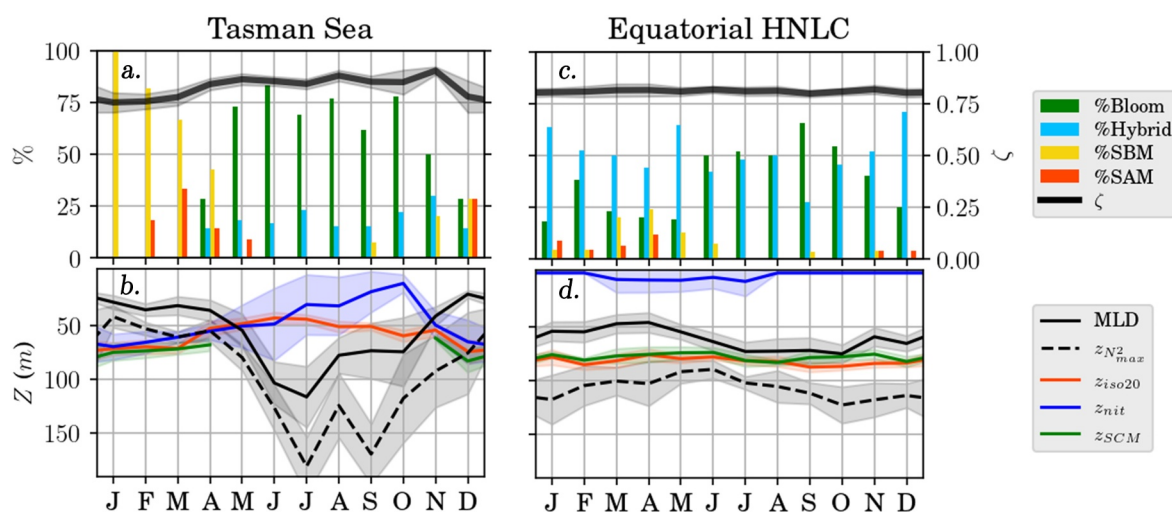 Tasman Sea
Equatorial HNLC
100
75
50
25
0
%
a.
c.
1.00
0.75
0.50
0.25
0.00
ζ
%Bloom
%Hybrid
%SBM
%SAM
ζ
50
100
150
Z (m)
b.
d.
MLD
z_{N^2_{max}}
z_{iso20}
z_{nit}
z_{SCM}
J F M A M J J A S O N D
J F M A M J J A S O N D